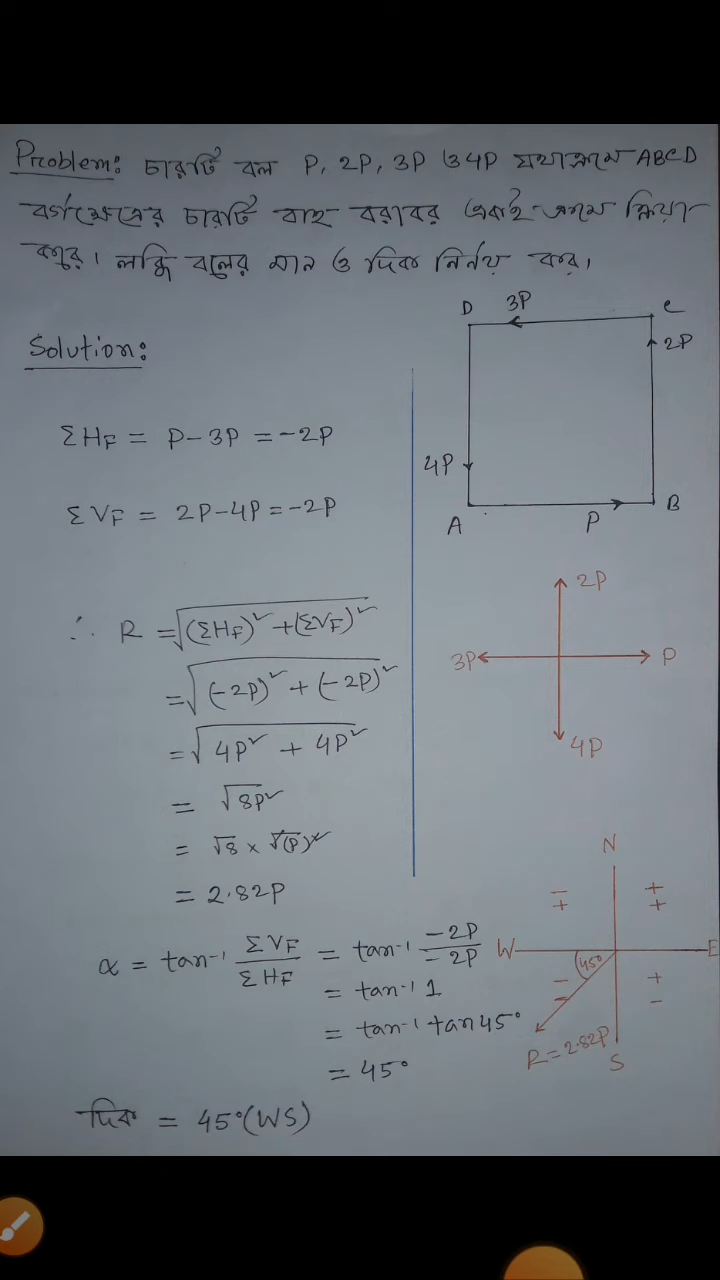 Problem: চারটি বল P, 2P, 3P ও 4P যথাক্রমে ABCD
বর্গক্ষেত্রের চারটি বাহু বরাবর একই ক্রমে ক্রিয়া
করে। লব্ধি বলের মান ও দিক নির্নয় কর।
D 3P C
2P
4P
A P B
Solution:
ΣHF = P-3P = -2P
ΣVF = 2P-4P = -2P
2P
3P P
4P
∴ R = √(ΣHF)² + (ΣVF)²
= √(-2P)² + (-2P)²
= √4P² + 4P²
= √8P²
= √8 × √(P)²
= 2.82P
α = tan-1 ΣVF/ΣHF = tan-1 -2P/-2P
= tan-1 1
= tan-1 tan45°
= 45°
দিক = 45°(WS)
N
- + + +
W E
45°
- - + -
R = 2.82P
S